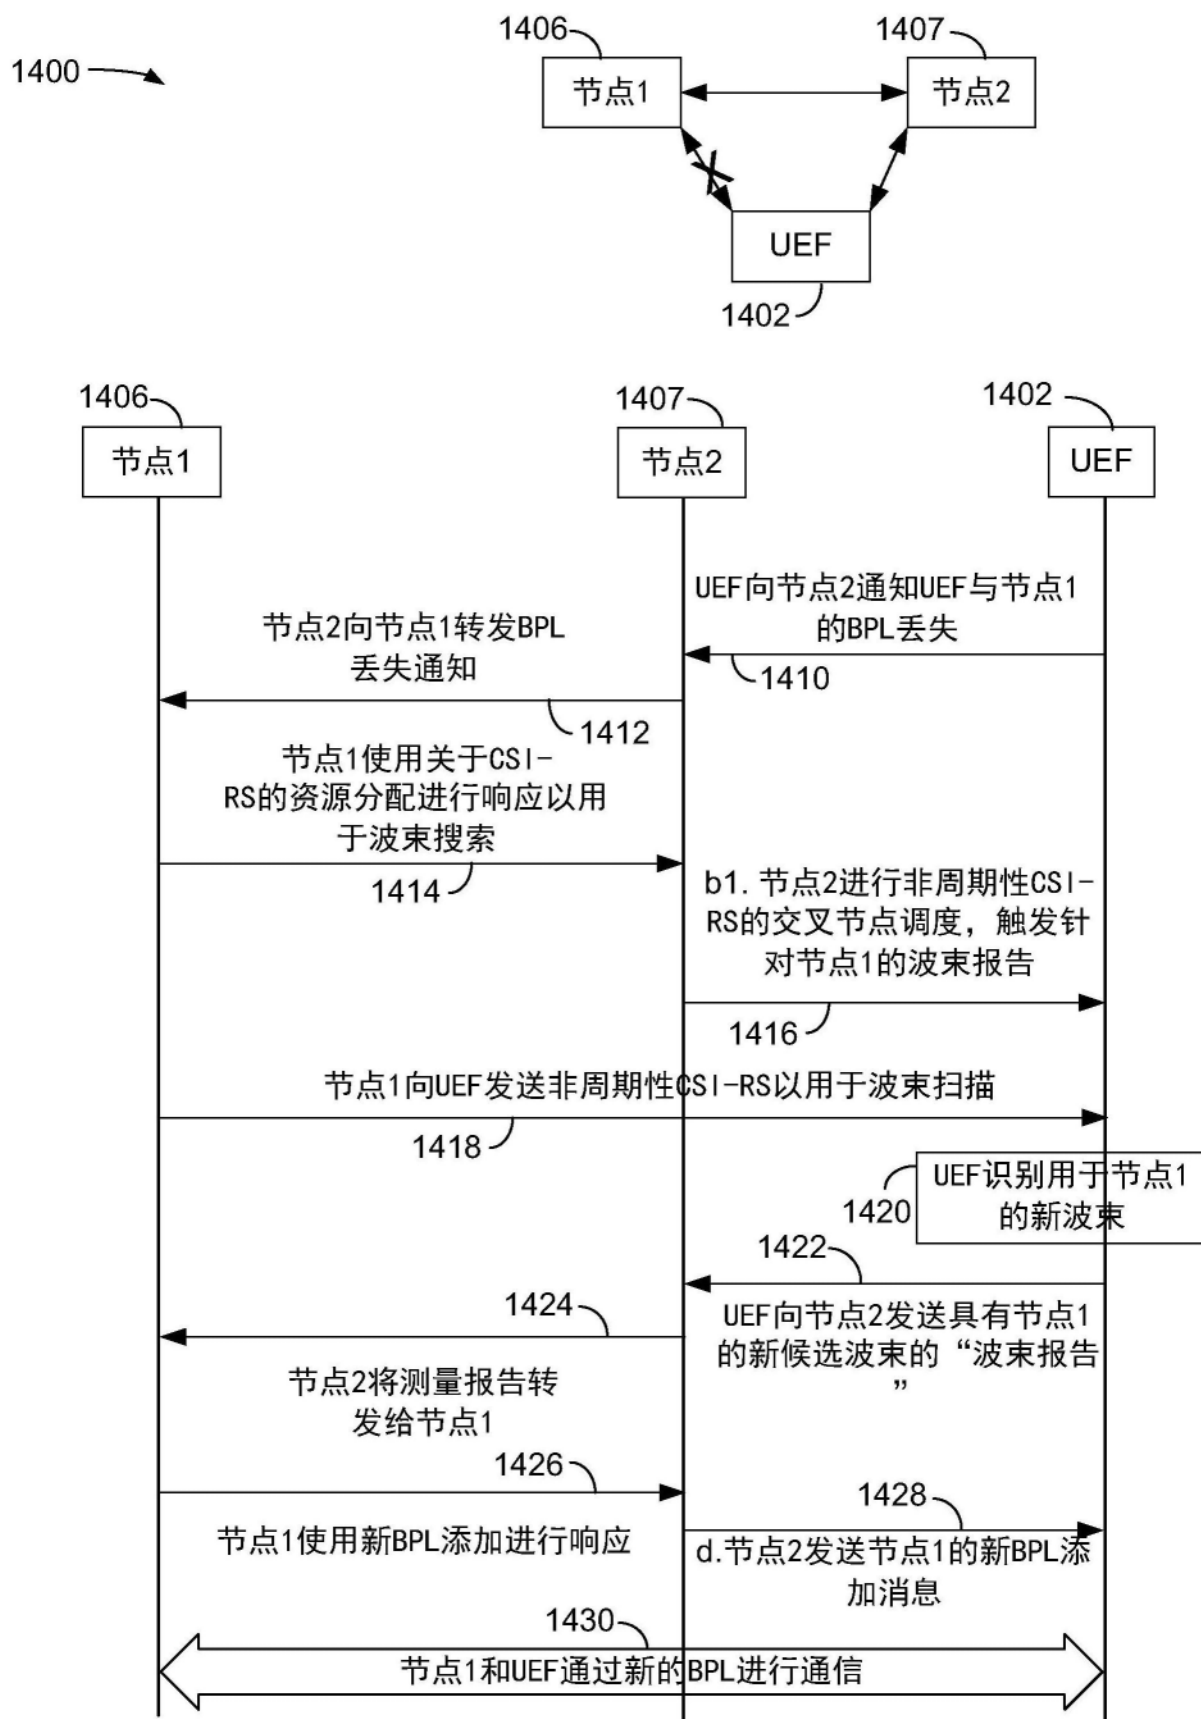 1400
1406
1407
节点1
节点2
UEF
1402
1406
1407
1402
节点1
节点2
UEF
UEF向节点2通知UEF与节点1
的BPL丢失
1410
节点2向节点1转发BPL
丢失通知
1412
节点1使用关于CSI-
RS的资源分配进行响应以用
于波束搜索
1414
b1.节点2进行非周期性CSI-
RS的交叉节点调度，触发针
对节点1的波束报告
1416
节点1向UEF发送非周期性CSI-RS以用于波束扫描
1418
UEF识别用于节点1
的新波束
1420
1422
UEF向节点2发送具有节点1
的新候选波束的“波束报告
”
1424
节点2将测量报告转
发给节点1
1426
节点1使用新BPL添加进行响应
1428
d.节点2发送节点1的新BPL添
加消息
1430
节点1和UEF通过新的BPL进行通信